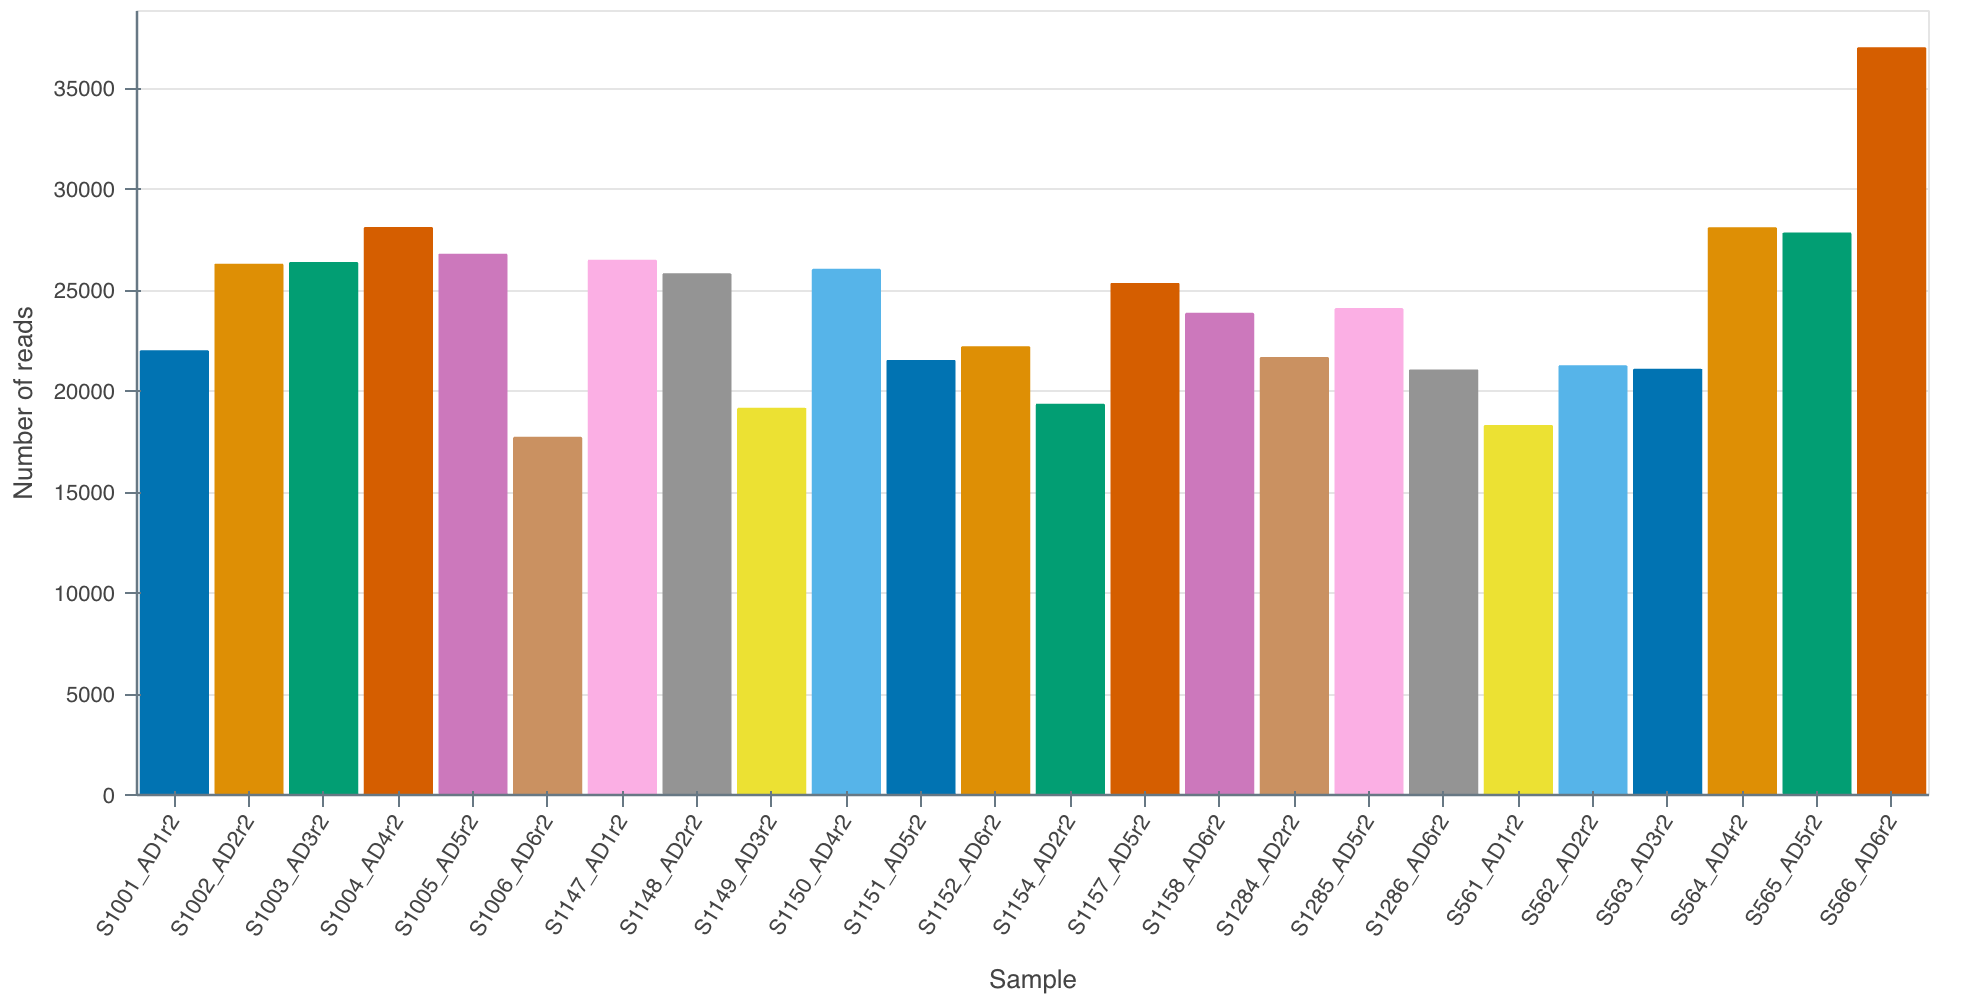 Number of reads
35000
30000
25000
20000
15000
10000
5000
0
S1001_AD1r2
S1002_AD2r2
S1003_AD3r2
S1004_AD4r2
S1005_AD5r2
S1006_AD6r2
S1147_AD1r2
S1148_AD2r2
S1149_AD3r2
S1150_AD4r2
S1151_AD5r2
S1152_AD6r2
S1154_AD2r2
S1157_AD5r2
S1158_AD6r2
S1284_AD2r2
S1285_AD5r2
S1286_AD6r2
S561_AD1r2
S562_AD2r2
S563_AD3r2
S564_AD4r2
S565_AD5r2
S566_AD6r2
Sample